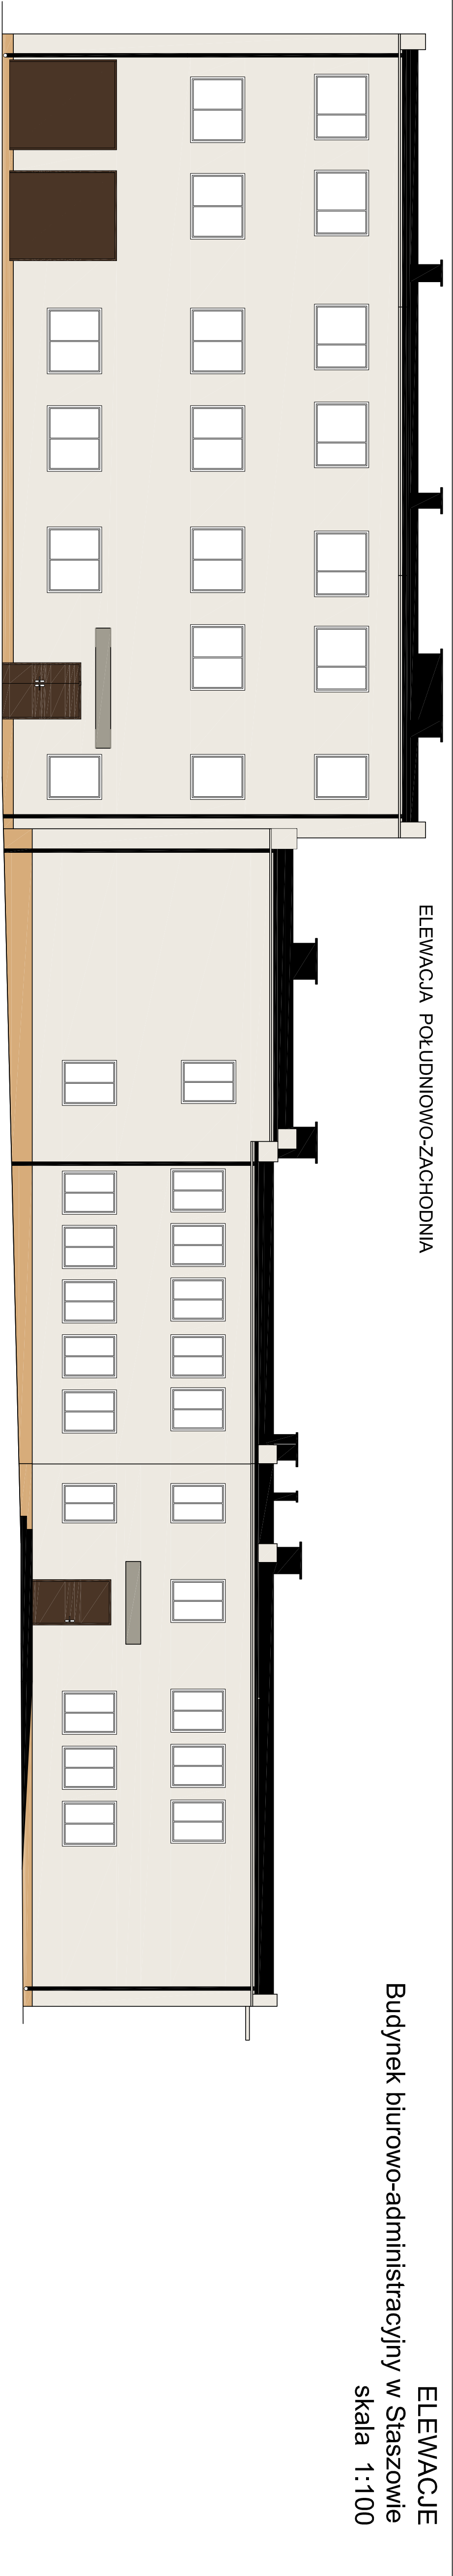 ELEWACJA POŁUDNIOWO-ZACHODNIA
ELEWACJE
Budynek biurowo-administracyjny w Staszowie
skala 1:100